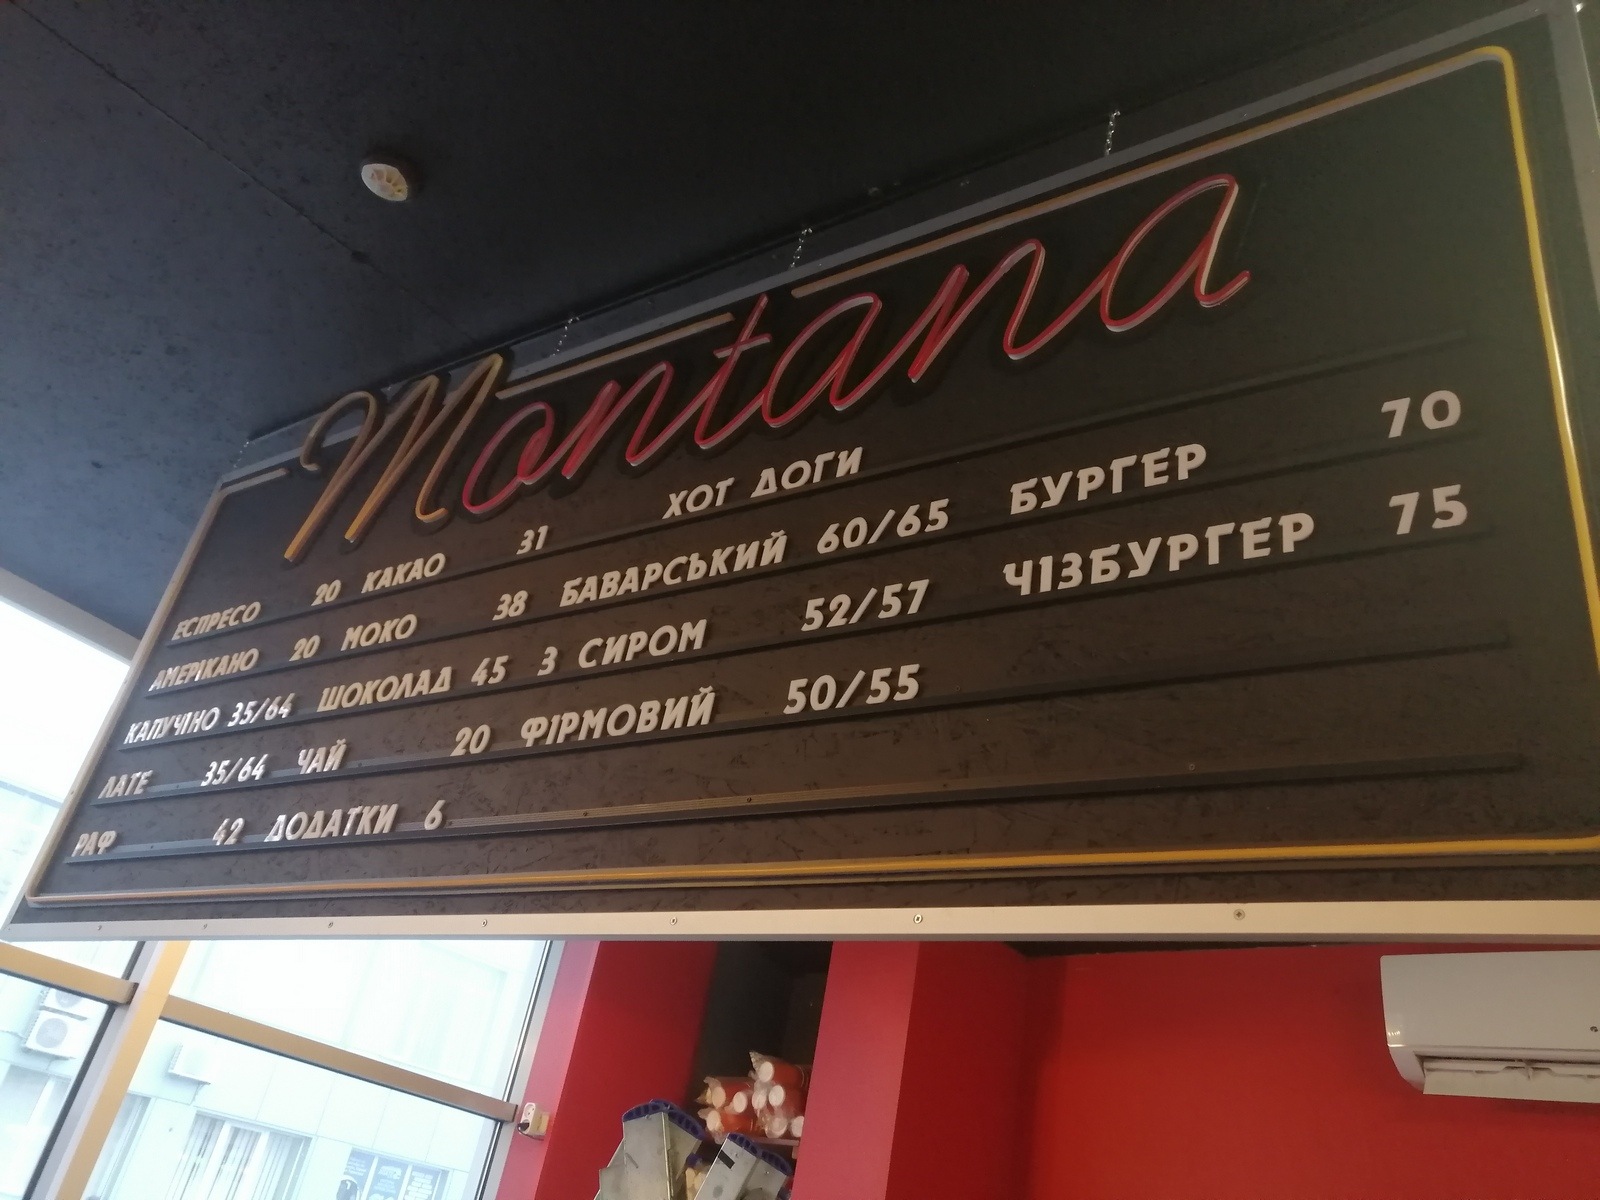 Montana
ХОТ ДОГИ
ЕСПРЕСО 20 КАКАО 31 БАВАРСЬКИЙ 60/65 БУРГЕР 70
АМЕРІКАНО 20 МОКО 38 З СИРОМ 52/57 ЧІЗБУРГЕР 75
КАПУЧІНО 35/64 ШОКОЛАД 45 ФІРМОВИЙ 50/55
ЛАТЕ 35/64 ЧАЙ 20
РАФ 42 ДОДАТКИ 6